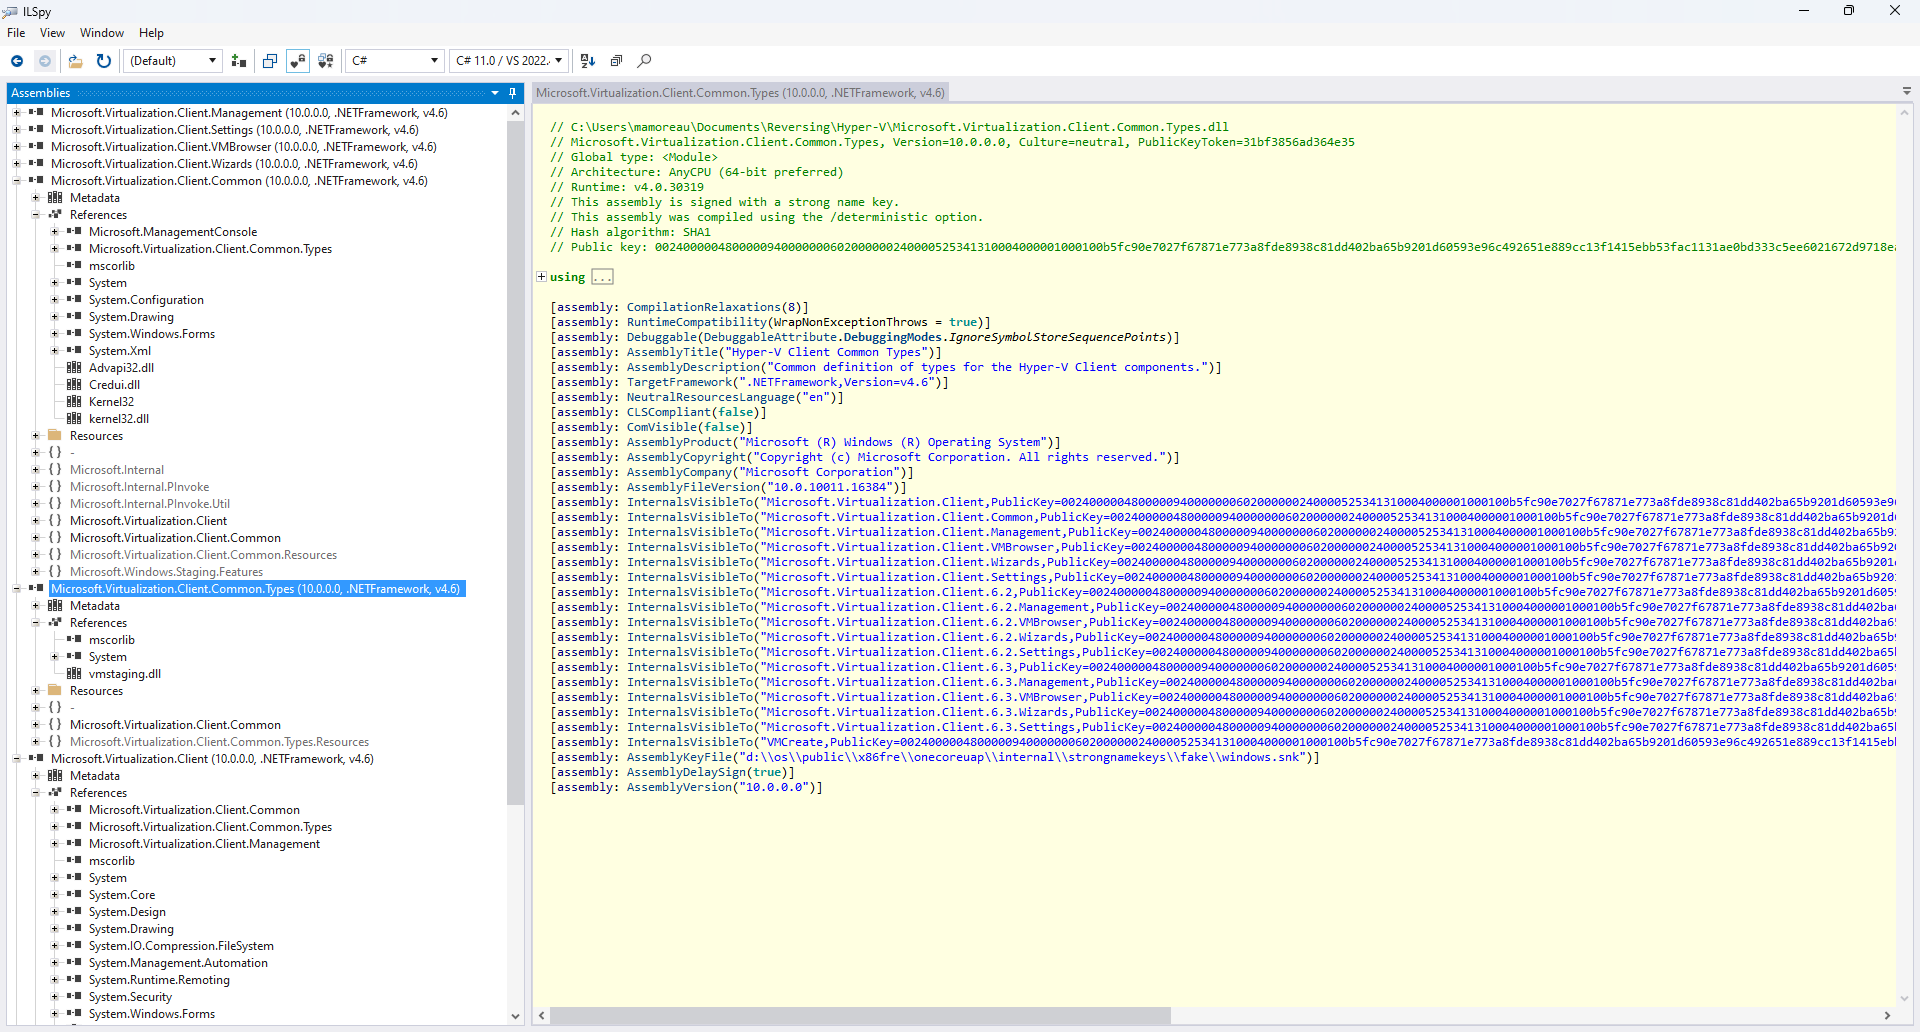 ILSpy
File View Window Help
(Default) C# C# 11.0 / VS 2022.
Assemblies
Microsoft.Virtualization.Client.Management (10.0.0.0, .NETFramework, v4.6)
Microsoft.Virtualization.Client.Settings (10.0.0.0, .NETFramework, v4.6)
Microsoft.Virtualization.Client.VMBrowser (10.0.0.0, .NETFramework, v4.6)
Microsoft.Virtualization.Client.Wizards (10.0.0.0, .NETFramework, v4.6)
Microsoft.Virtualization.Client.Common (10.0.0.0, .NETFramework, v4.6)
Metadata
References
Microsoft.ManagementConsole
Microsoft.Virtualization.Client.Common.Types
mscorlib
System
System.Configuration
System.Drawing
System.Windows.Forms
System.Xml
Advapi32.dll
Credui.dll
Kernel32
kernel32.dll
Resources
{ } -
{ } Microsoft.Internal
{ } Microsoft.Internal.PInvoke
{ } Microsoft.Internal.PInvoke.Util
{ } Microsoft.Virtualization.Client
{ } Microsoft.Virtualization.Client.Common
{ } Microsoft.Virtualization.Client.Common.Resources
{ } Microsoft.Windows.Staging.Features
Microsoft.Virtualization.Client.Common.Types (10.0.0.0, .NETFramework, v4.6)
Metadata
References
mscorlib
System
vmstaging.dll
Resources
{ } -
{ } Microsoft.Virtualization.Client.Common
{ } Microsoft.Virtualization.Client.Common.Types.Resources
Microsoft.Virtualization.Client (10.0.0.0, .NETFramework, v4.6)
Metadata
References
Microsoft.Virtualization.Client.Common
Microsoft.Virtualization.Client.Common.Types
Microsoft.Virtualization.Client.Management
mscorlib
System
System.Core
System.Design
System.Drawing
System.IO.Compression.FileSystem
System.Management.Automation
System.Runtime.Remoting
System.Security
System.Windows.Forms
Microsoft.Virtualization.Client.Common.Types (10.0.0.0, .NETFramework, v4.6)
// C:\Users\mamoreau\Documents\Reversing\Hyper-V\Microsoft.Virtualization.Client.Common.Types.dll
// Microsoft.Virtualization.Client.Common.Types, Version=10.0.0.0, Culture=neutral, PublicKeyToken=31bf3856ad364e35
// Global type: <Module>
// Architecture: AnyCPU (64-bit preferred)
// Runtime: v4.0.30319
// This assembly is signed with a strong name key.
// This assembly was compiled using the /deterministic option.
// Hash algorithm: SHA1
// Public key: 0024000004800000940000000602000000240000525341310004000001000100b5fc90e7027f67871e773a8fde8938c81dd402ba65b9201d60593e96c492651e889cc13f1415ebb53fac1131ae0bd333c5ee6021672d9718ea
using ...
[assembly: CompilationRelaxations(8)]
[assembly: RuntimeCompatibility(WrapNonExceptionThrows = true)]
[assembly: Debuggable(DebuggableAttribute.DebuggingModes.IgnoreSymbolStoreSequencePoints)]
[assembly: AssemblyTitle("Hyper-V Client Common Types")]
[assembly: AssemblyDescription("Common definition of types for the Hyper-V Client components.")]
[assembly: TargetFramework(".NETFramework,Version=v4.6")]
[assembly: NeutralResourcesLanguage("en")]
[assembly: CLSCompliant(false)]
[assembly: ComVisible(false)]
[assembly: AssemblyProduct("Microsoft (R) Windows (R) Operating System")]
[assembly: AssemblyCopyright("Copyright (c) Microsoft Corporation. All rights reserved.")]
[assembly: AssemblyCompany("Microsoft Corporation")]
[assembly: AssemblyFileVersion("10.0.10011.16384")]
[assembly: InternalsVisibleTo("Microsoft.Virtualization.Client,PublicKey=0024000004800000940000000602000000240000525341310004000001000100b5fc90e7027f67871e773a8fde8938c81dd402ba65b9201d60593e9
[assembly: InternalsVisibleTo("Microsoft.Virtualization.Client.Common,PublicKey=0024000004800000940000000602000000240000525341310004000001000100b5fc90e7027f67871e773a8fde8938c81dd402ba65b9201d
[assembly: InternalsVisibleTo("Microsoft.Virtualization.Client.Management,PublicKey=0024000004800000940000000602000000240000525341310004000001000100b5fc90e7027f67871e773a8fde8938c81dd402ba65b9
[assembly: InternalsVisibleTo("Microsoft.Virtualization.Client.VMBrowser,PublicKey=0024000004800000940000000602000000240000525341310004000001000100b5fc90e7027f67871e773a8fde8938c81dd402ba65b92
[assembly: InternalsVisibleTo("Microsoft.Virtualization.Client.Wizards,PublicKey=0024000004800000940000000602000000240000525341310004000001000100b5fc90e7027f67871e773a8fde8938c81dd402ba65b9201
[assembly: InternalsVisibleTo("Microsoft.Virtualization.Client.Settings,PublicKey=0024000004800000940000000602000000240000525341310004000001000100b5fc90e7027f67871e773a8fde8938c81dd402ba65b920
[assembly: InternalsVisibleTo("Microsoft.Virtualization.Client.6.2,PublicKey=0024000004800000940000000602000000240000525341310004000001000100b5fc90e7027f67871e773a8fde8938c81dd402ba65b9201d605
[assembly: InternalsVisibleTo("Microsoft.Virtualization.Client.6.2.Management,PublicKey=0024000004800000940000000602000000240000525341310004000001000100b5fc90e7027f67871e773a8fde8938c81dd402ba
[assembly: InternalsVisibleTo("Microsoft.Virtualization.Client.6.2.VMBrowser,PublicKey=0024000004800000940000000602000000240000525341310004000001000100b5fc90e7027f67871e773a8fde8938c81dd402ba6
[assembly: InternalsVisibleTo("Microsoft.Virtualization.Client.6.2.Wizards,PublicKey=0024000004800000940000000602000000240000525341310004000001000100b5fc90e7027f67871e773a8fde8938c81dd402ba65b
[assembly: InternalsVisibleTo("Microsoft.Virtualization.Client.6.2.Settings,PublicKey=0024000004800000940000000602000000240000525341310004000001000100b5fc90e7027f67871e773a8fde8938c81dd402ba65
[assembly: InternalsVisibleTo("Microsoft.Virtualization.Client.6.3,PublicKey=0024000004800000940000000602000000240000525341310004000001000100b5fc90e7027f67871e773a8fde8938c81dd402ba65b9201d605
[assembly: InternalsVisibleTo("Microsoft.Virtualization.Client.6.3.Management,PublicKey=0024000004800000940000000602000000240000525341310004000001000100b5fc90e7027f67871e773a8fde8938c81dd402ba
[assembly: InternalsVisibleTo("Microsoft.Virtualization.Client.6.3.VMBrowser,PublicKey=0024000004800000940000000602000000240000525341310004000001000100b5fc90e7027f67871e773a8fde8938c81dd402ba6
[assembly: InternalsVisibleTo("Microsoft.Virtualization.Client.6.3.Wizards,PublicKey=0024000004800000940000000602000000240000525341310004000001000100b5fc90e7027f67871e773a8fde8938c81dd402ba65b
[assembly: InternalsVisibleTo("Microsoft.Virtualization.Client.6.3.Settings,PublicKey=0024000004800000940000000602000000240000525341310004000001000100b5fc90e7027f67871e773a8fde8938c81dd402ba65
[assembly: InternalsVisibleTo("VMCreate,PublicKey=0024000004800000940000000602000000240000525341310004000001000100b5fc90e7027f67871e773a8fde8938c81dd402ba65b9201d60593e96c492651e889cc13f1415eb
[assembly: AssemblyKeyFile("d:\\os\\public\\x86fre\\onecoreuap\\internal\\strongnamekeys\\fake\\windows.snk")]
[assembly: AssemblyDelaySign(true)]
[assembly: AssemblyVersion("10.0.0.0")]